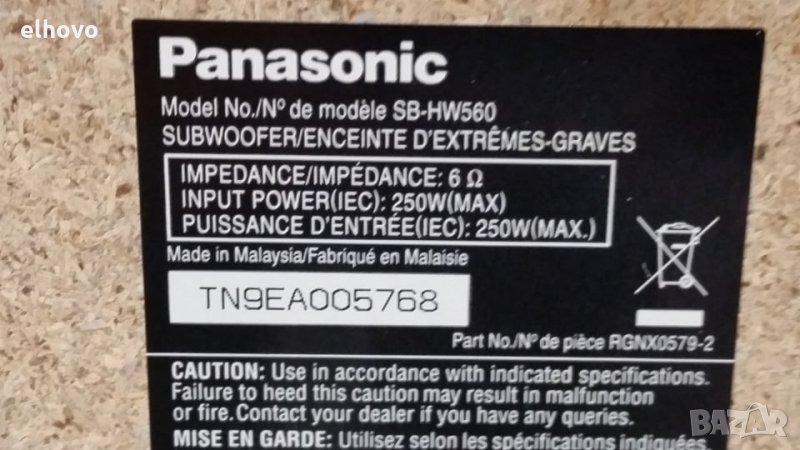 elhovo
Panasonic
Model No./Nº de modèle SB-HW560
SUBWOOFER/ENCEINTE D'EXTRÊMES-GRAVES
IMPEDANCE/IMPÉDANCE: 6 Ω
INPUT POWER(IEC): 250W(MAX)
PUISSANCE D'ENTRÉE(IEC): 250W(MAX.)
Made in Malaysia/Fabriqué en Malaisie
TN9EA005768
Part No./Nº de pièce RGNX0579-2
CAUTION: Use in accordance with indicated specifications.
Failure to heed this caution may result in malfunction
or fire. Contact your dealer if you have any queries.
MISE EN GARDE: Utilisez selon les spécifications indiquées.
BAZAR